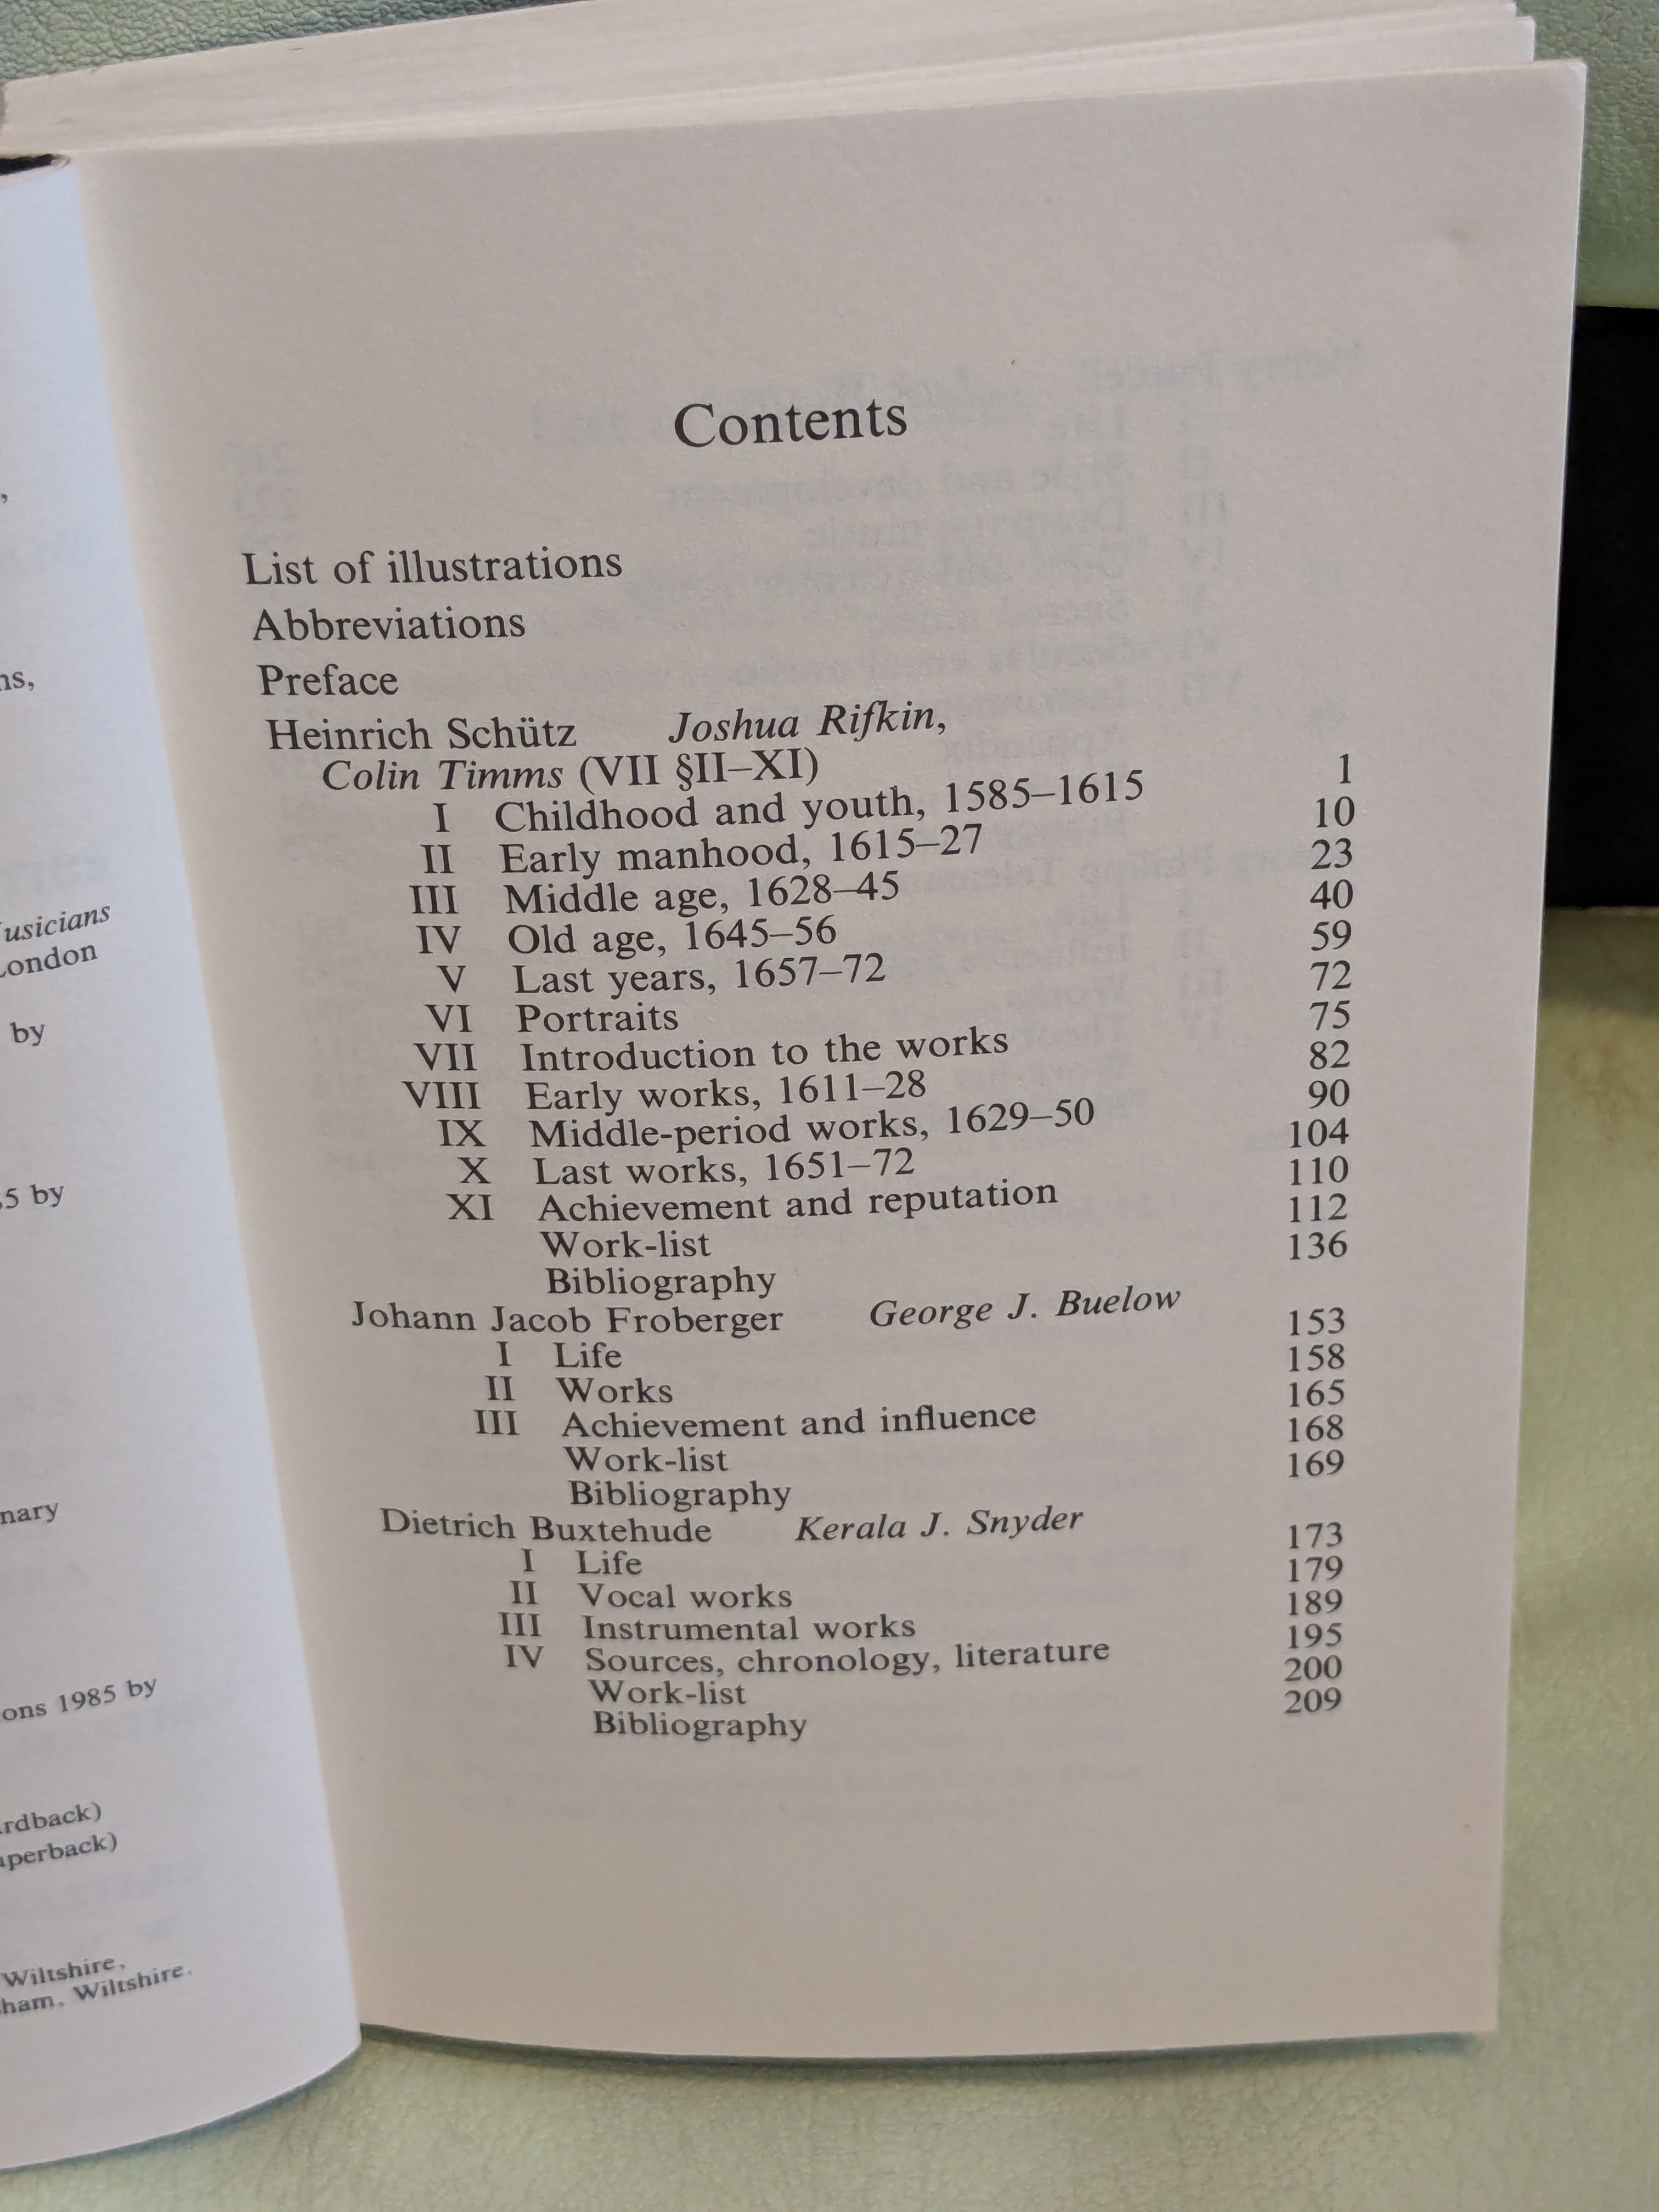 ,
ns,
usicians
London
by
5 by
nary
ons 1985 by
rdback)
aperback)
Wiltshire,
ham, Wiltshire.
Contents
List of illustrations
Abbreviations
Preface
Heinrich Schütz Joshua Rifkin,
Colin Timms (VII §II–XI)
I Childhood and youth, 1585–1615 1
II Early manhood, 1615–27 10
III Middle age, 1628–45 23
IV Old age, 1645–56 40
V Last years, 1657–72 59
VI Portraits 72
VII Introduction to the works 75
VIII Early works, 1611–28 82
IX Middle-period works, 1629–50 90
X Last works, 1651–72 104
XI Achievement and reputation 110
Work-list 112
Bibliography 136
Johann Jacob Froberger George J. Buelow
I Life 153
II Works 158
III Achievement and influence 165
Work-list 168
Bibliography 169
Dietrich Buxtehude Kerala J. Snyder
I Life 173
II Vocal works 179
III Instrumental works 189
IV Sources, chronology, literature 195
Work-list 200
Bibliography 209